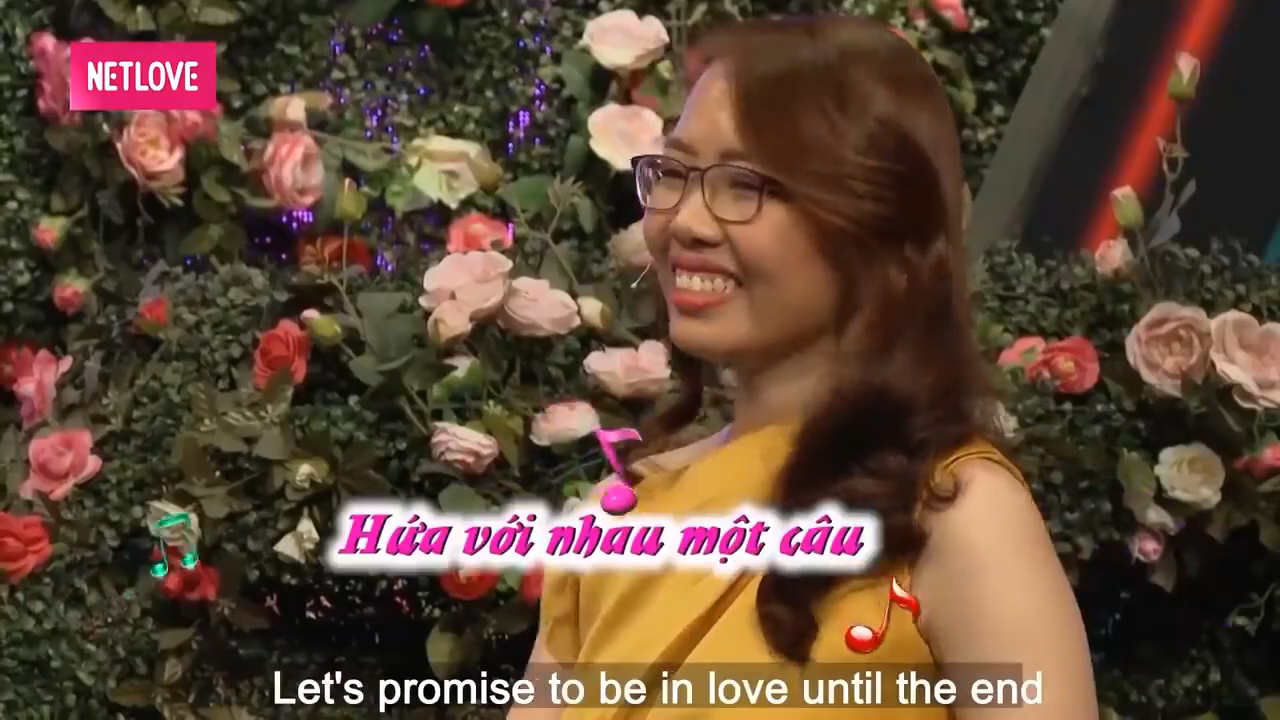 NETLOVE
Hứa với nhau một câu
Let's promise to be in love until the end